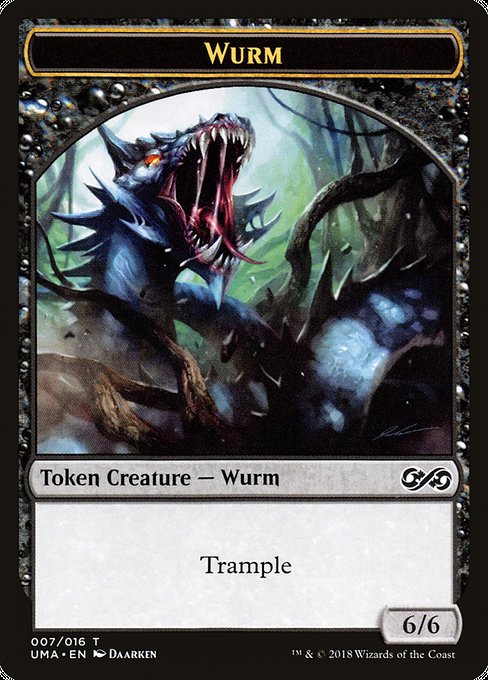 WURM
Token Creature — Wurm
Trample
6/6
007/016 T
UMA • EN DAARKEN
™ & © 2018 Wizards of the Coast